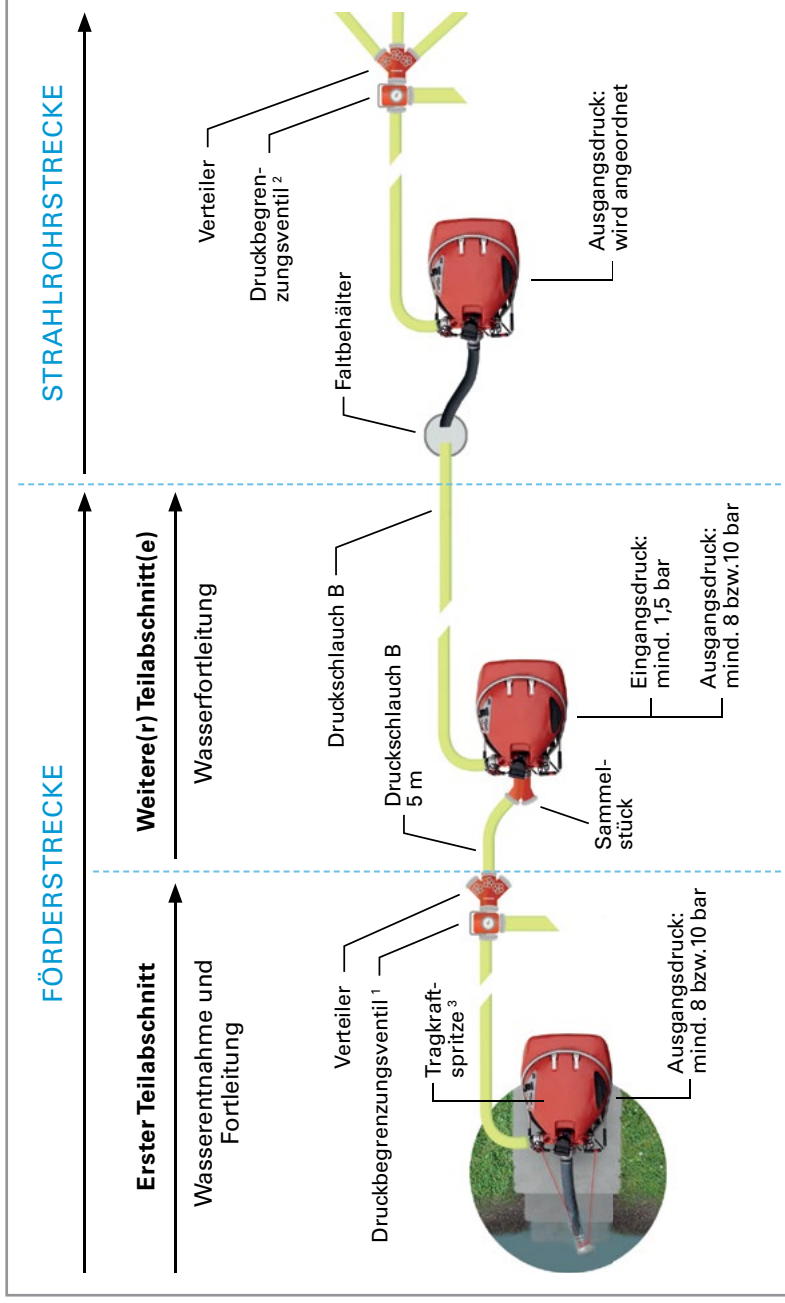 FÖRDERSTRECKE
STRAHLROHRSTRECKE
Erster Teilabschnitt
Wasserentnahme und
Fortleitung
Weitere(r) Teilabschnitt(e)
Wasserfortleitung
Verteiler
Druckbegrenzungsventil ¹
Tragkraft-
spritze ³
Ausgangsdruck:
mind. 8 bzw.10 bar
Druckschlauch B
5 m
Sammel-
stück
Druckschlauch B
Eingangsdruck:
mind. 1,5 bar
Ausgangsdruck:
mind. 8 bzw.10 bar
Faltbehälter
Verteiler
Druckbegren-
zungsventil ²
Ausgangsdruck:
wird angeordnet